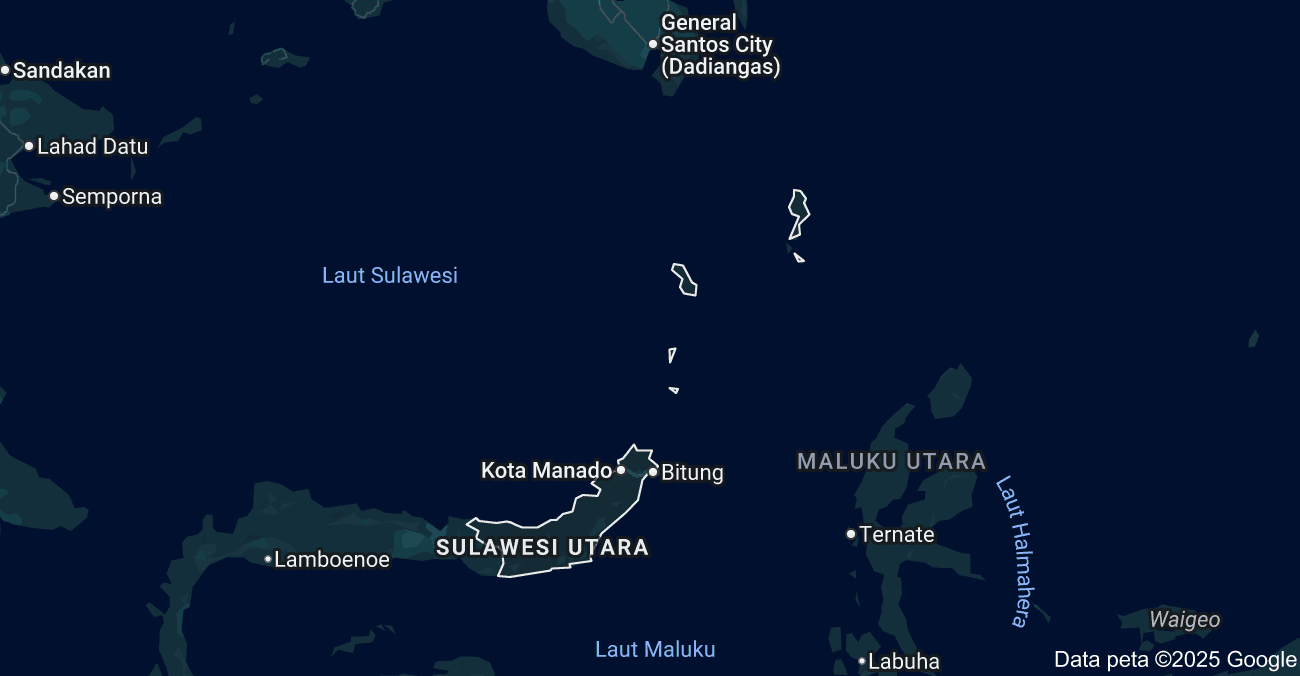 General
Santos City
(Dadiangas)
Sandakan
Lahad Datu
Semporna
Laut Sulawesi
Kota Manado
Bitung
MALUKU UTARA
Laut Halmahera
Ternate
SULAWESI UTARA
Lamboenoe
Waigeo
Laut Maluku
Labuha
Data peta ©2025 Google